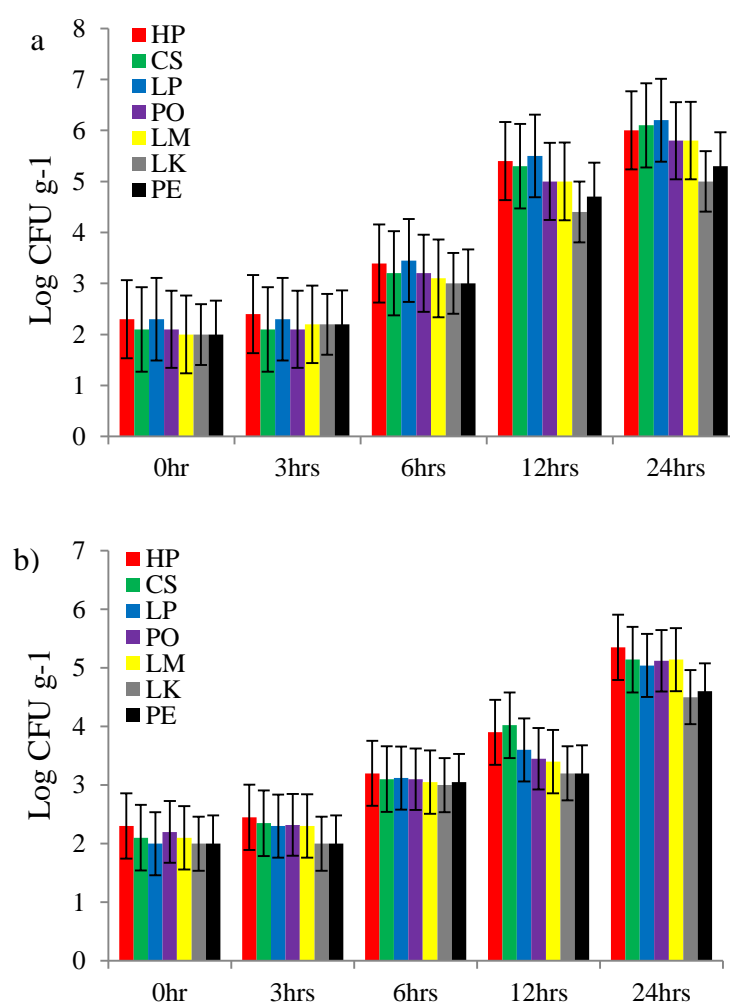 a
HP
CS
LP
PO
LM
LK
PE
Log CFU g-1
8
7
6
5
4
3
2
1
0
0hr 3hrs 6hrs 12hrs 24hrs
b)
HP
CS
LP
PO
LM
LK
PE
Log CFU g-1
7
6
5
4
3
2
1
0
0hr 3hrs 6hrs 12hrs 24hrs